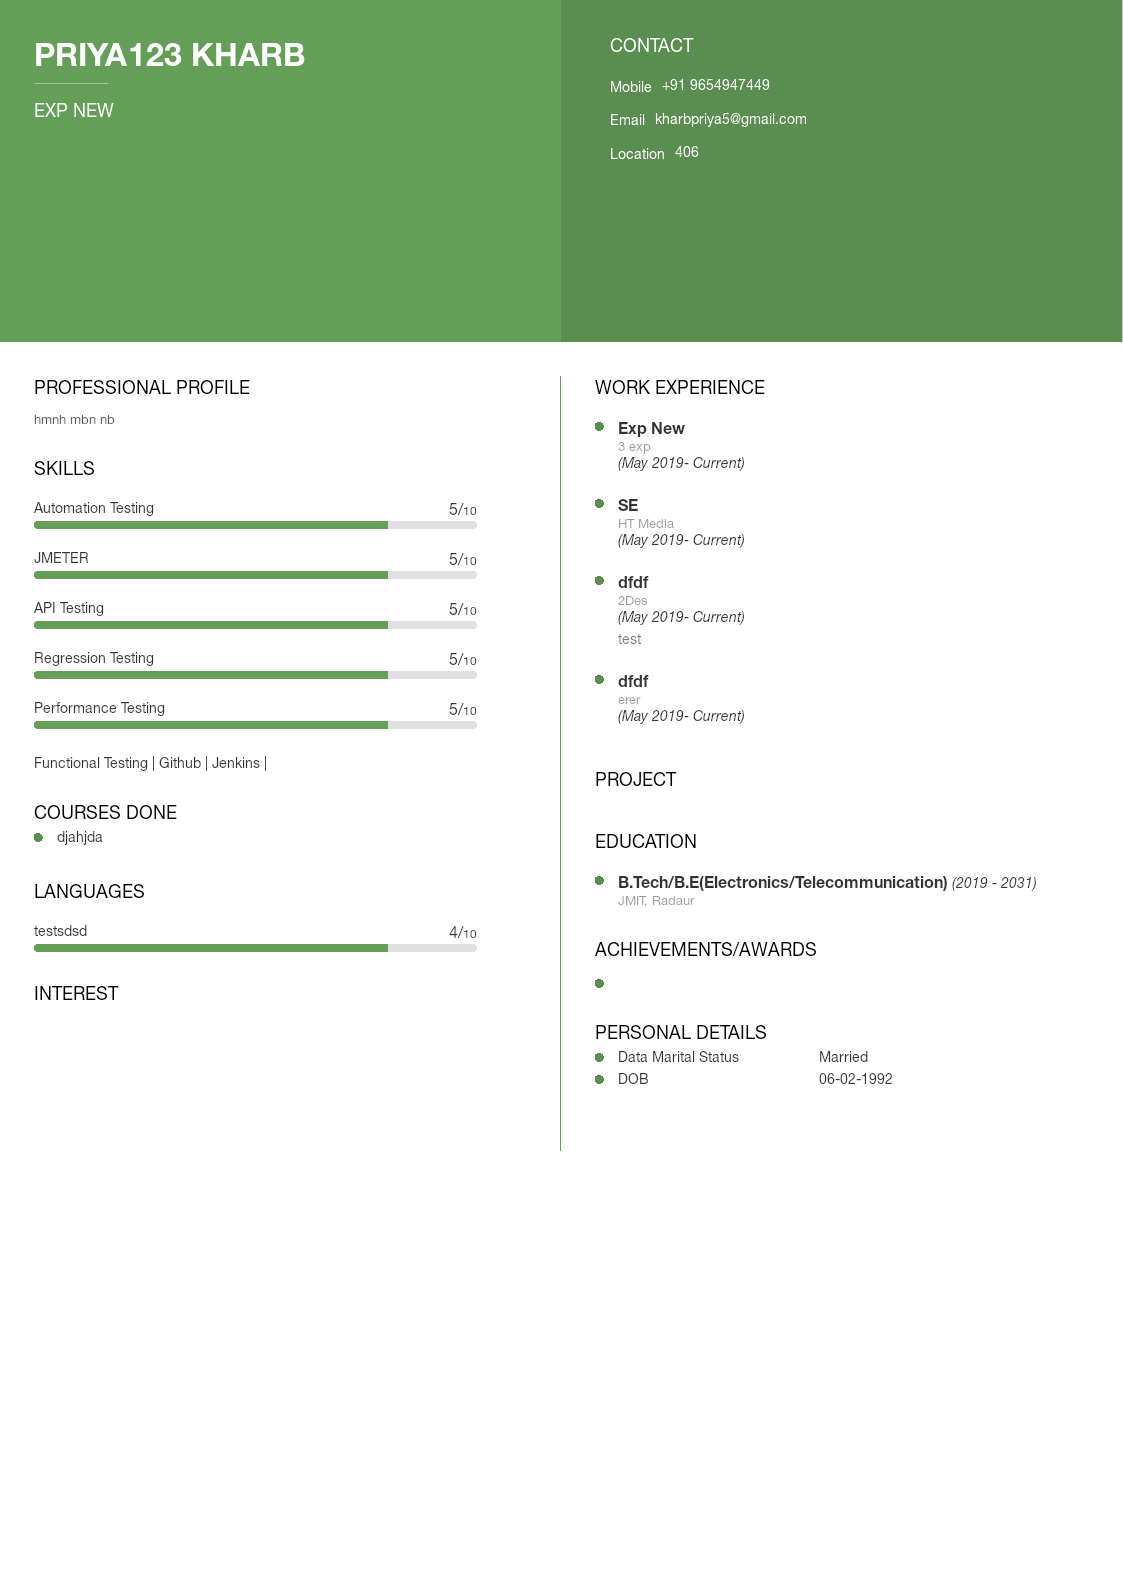 PRIYA123 KHARB
EXP NEW
CONTACT
Mobile +91 9654947449
Email kharbpriya5@gmail.com
Location 406
PROFESSIONAL PROFILE
hmnh mbn nb
SKILLS
Automation Testing 5/10
JMETER 5/10
API Testing 5/10
Regression Testing 5/10
Performance Testing 5/10
Functional Testing | Github | Jenkins |
COURSES DONE
djahjda
LANGUAGES
testsdsd 4/10
INTEREST
WORK EXPERIENCE
Exp New
3 exp
(May 2019- Current)
SE
HT Media
(May 2019- Current)
dfdf
2Des
(May 2019- Current)
test
dfdf
erer
(May 2019- Current)
PROJECT
EDUCATION
B.Tech/B.E(Electronics/Telecommunication) (2019 - 2031)
JMIT, Radaur
ACHIEVEMENTS/AWARDS
PERSONAL DETAILS
Data Marital Status Married
DOB 06-02-1992